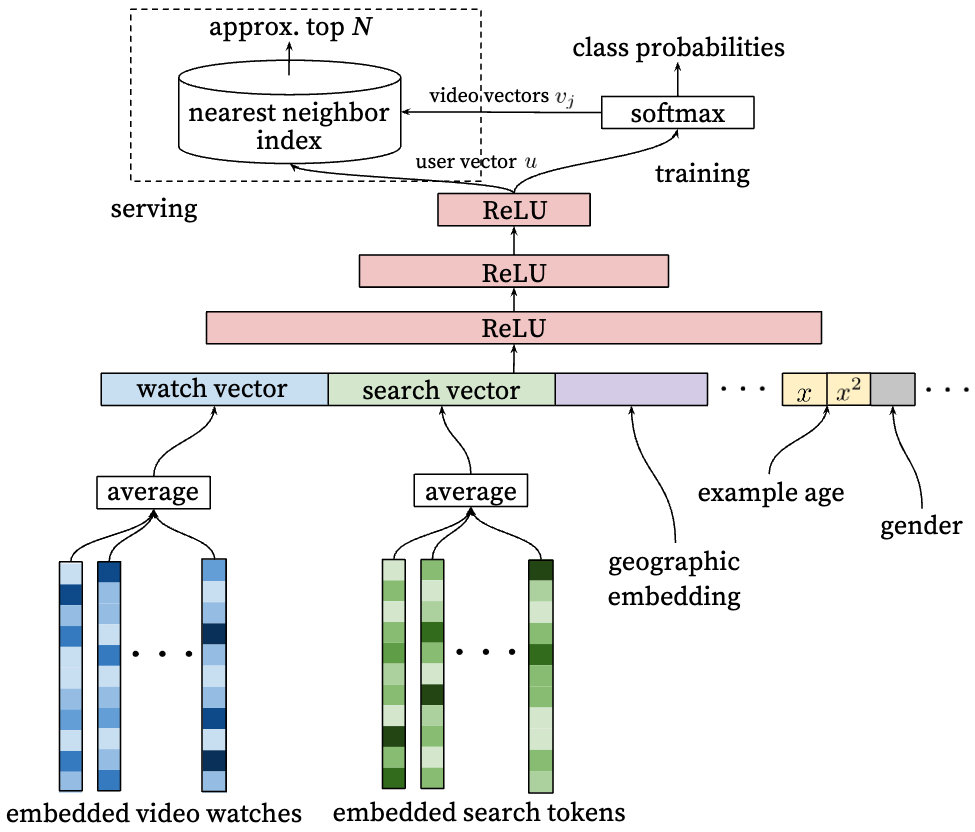 approx. top N
class probabilities
nearest neighbor
index
video vectors v_j
softmax
user vector u
training
serving
ReLU
ReLU
ReLU
watch vector
search vector
. . .
x
x²
. . .
average
average
example age
gender
geographic
embedding
. . .
. . .
embedded video watches
embedded search tokens